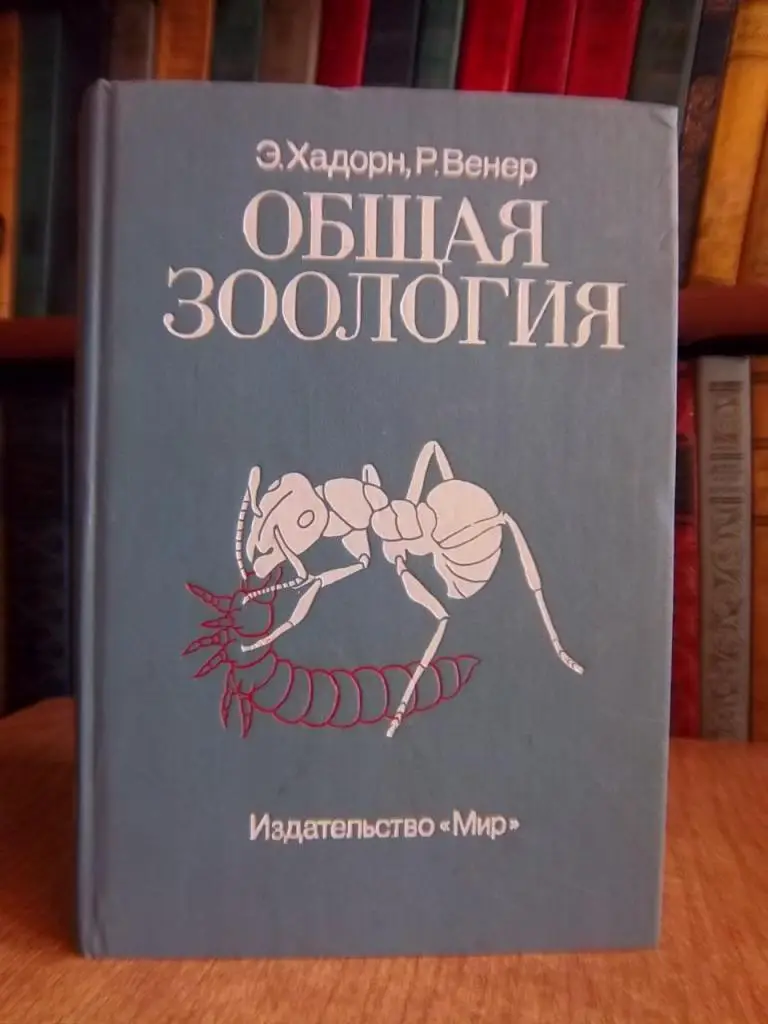 Э. Хадорн, Р. Венер
ОБЩАЯ
ЗООЛОГИЯ
Издательство «Мир»